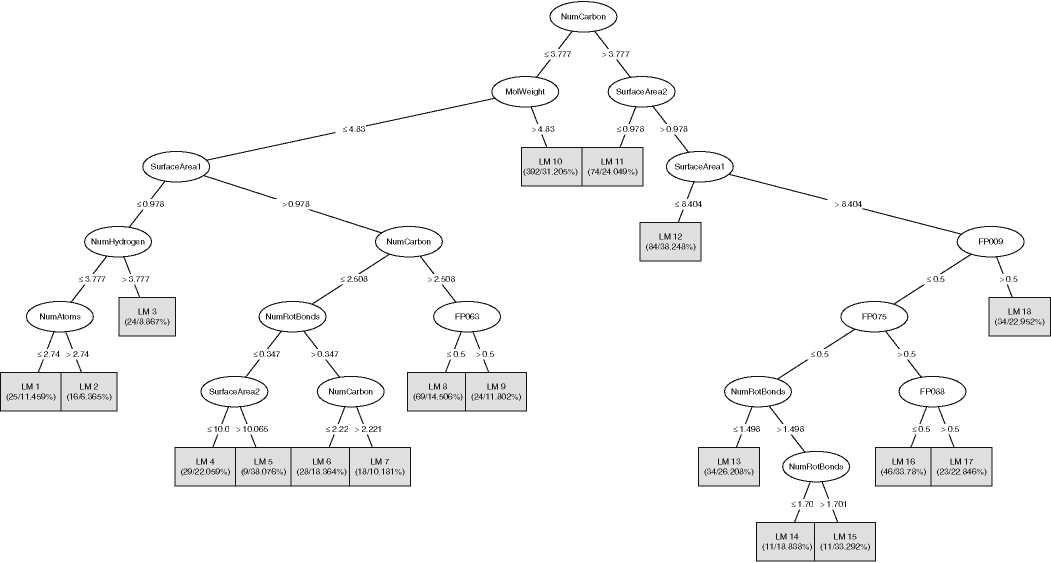 NumCarbon
≤ 3.777
> 3.777
MolWeight
SurfaceArea2
≤ 4.83
> 4.83
≤ 0.978
> 0.978
SurfaceArea1
LM 10
(392/31.205%)
LM 11
(74/24.049%)
SurfaceArea1
≤ 0.978
> 0.978
≤ 8.404
> 8.404
NumHydrogen
NumCarbon
LM 12
(84/38.248%)
FP009
≤ 3.777
> 3.777
≤ 2.508
> 2.508
≤ 0.5
> 0.5
NumAtoms
LM 3
(24/8.867%)
NumRotBonds
FP063
FP075
LM 18
(34/22.952%)
≤ 2.74
> 2.74
≤ 0.347
> 0.347
≤ 0.5
> 0.5
≤ 0.5
> 0.5
LM 1
(25/11.459%)
LM 2
(16/6.365%)
SurfaceArea2
NumCarbon
LM 8
(69/14.506%)
LM 9
(24/11.802%)
NumRotBonds
FP088
≤ 10.0
> 10.065
≤ 2.22
> 2.221
≤ 1.498
> 1.498
≤ 0.5
> 0.5
LM 4
(29/22.059%)
LM 5
(9/38.076%)
LM 6
(28/18.364%)
LM 7
(18/10.181%)
LM 13
(34/26.208%)
NumRotBonds
LM 16
(46/33.78%)
LM 17
(23/22.846%)
≤ 1.70
> 1.701
LM 14
(11/18.838%)
LM 15
(11/33.292%)